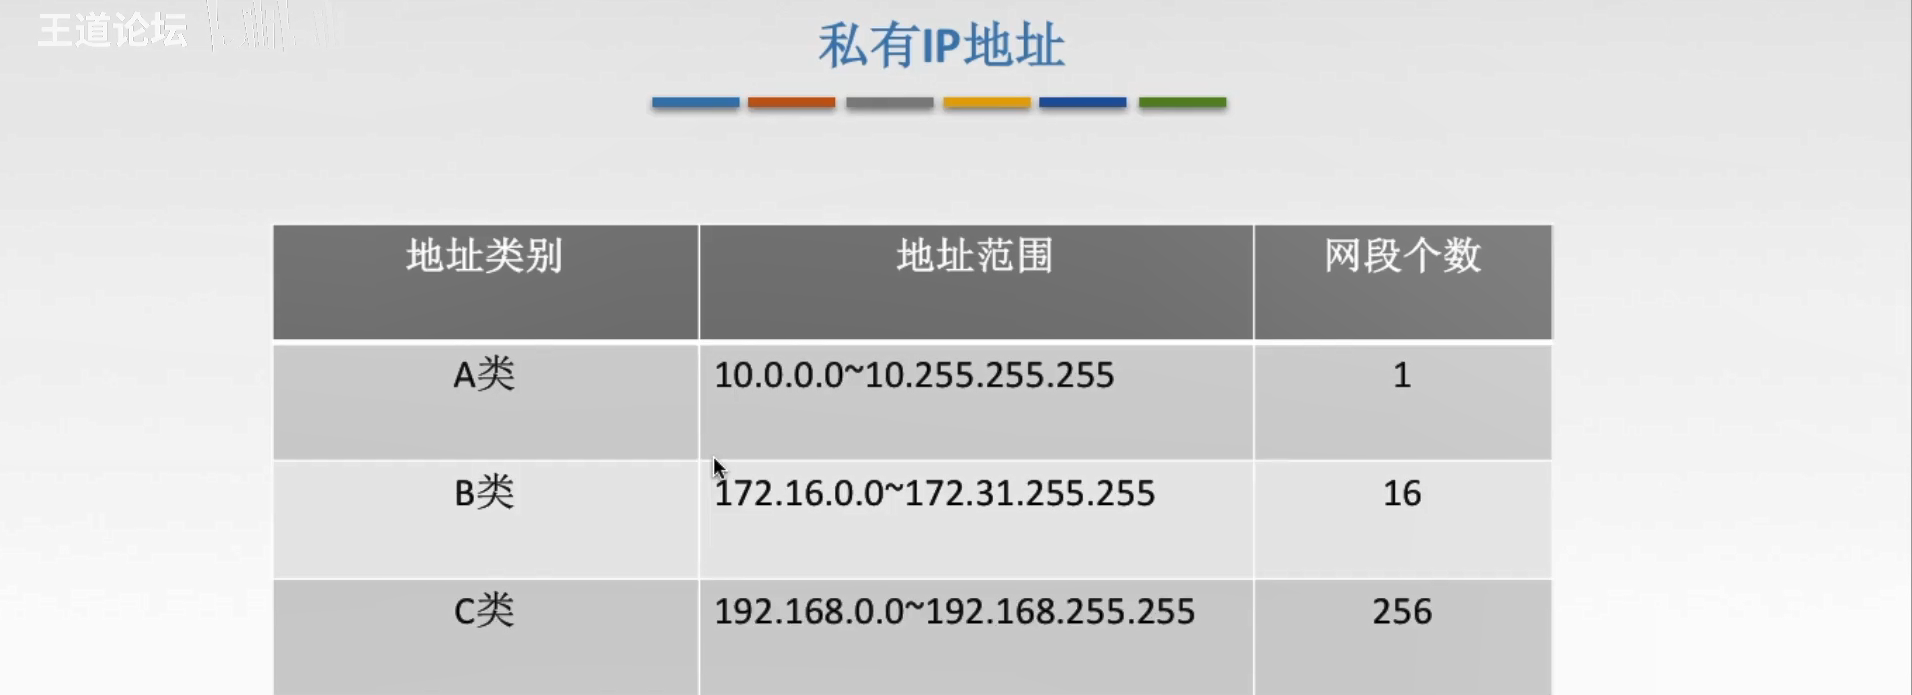 王道论坛
私有IP地址
地址类别 地址范围 网段个数
A类 10.0.0.0~10.255.255.255 1
B类 172.16.0.0~172.31.255.255 16
C类 192.168.0.0~192.168.255.255 256